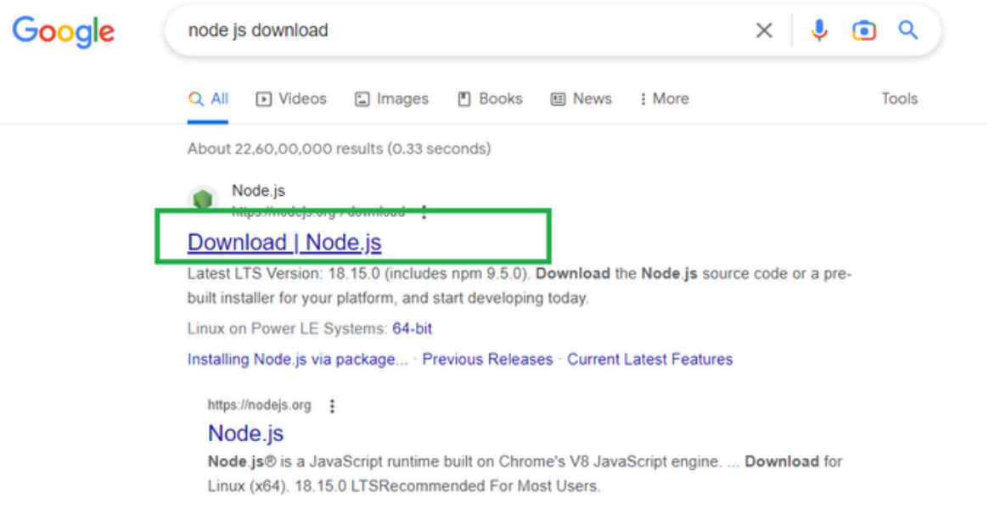 Google
node js download
All Videos Images Books News More Tools
About 22,60,00,000 results (0.33 seconds)
Node.js
https://nodejs.org › download
Download | Node.js
Latest LTS Version: 18.15.0 (includes npm 9.5.0). Download the Node.js source code or a pre-
built installer for your platform, and start developing today.
Linux on Power LE Systems: 64-bit
Installing Node.js via package... · Previous Releases · Current Latest Features
https://nodejs.org
Node.js
Node.js® is a JavaScript runtime built on Chrome's V8 JavaScript engine. ... Download for
Linux (x64). 18.15.0 LTSRecommended For Most Users.